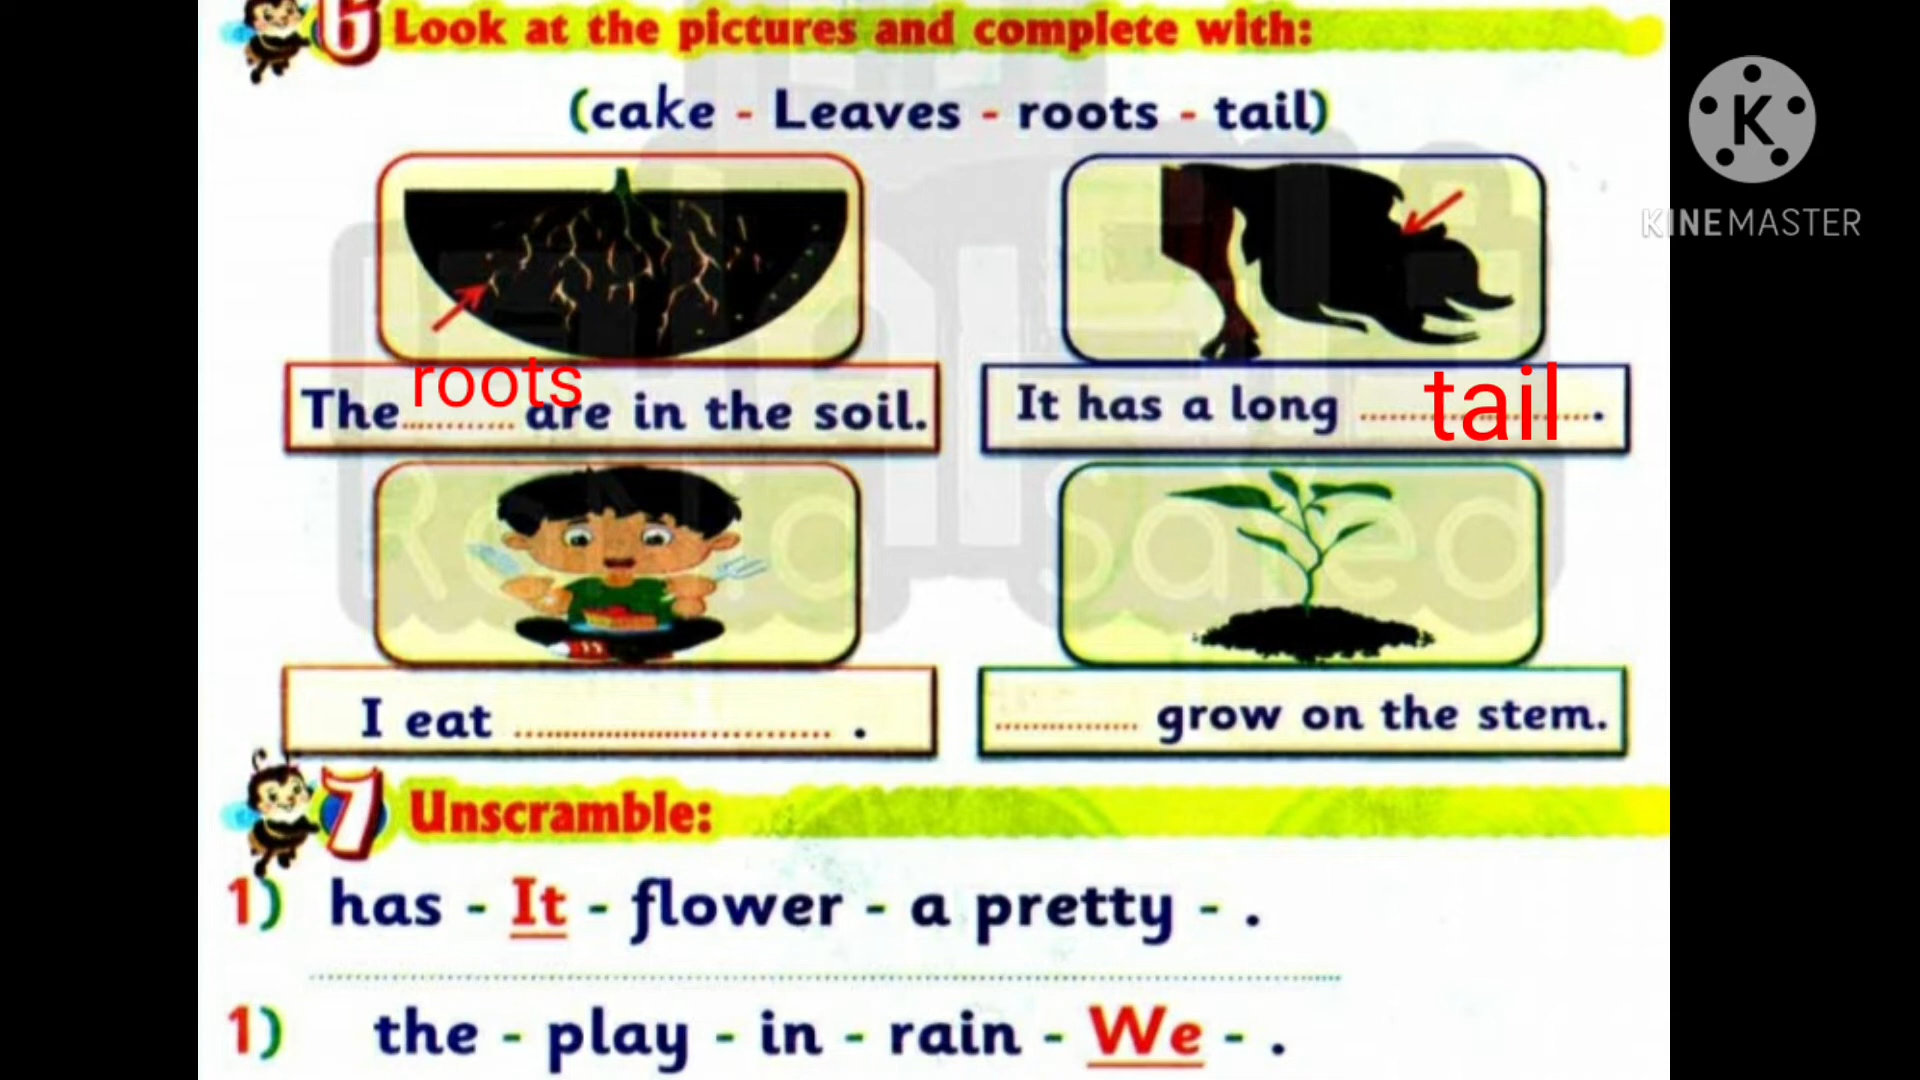 6 Look at the pictures and complete with:
(cake - Leaves - roots - tail)
K
KINEMASTER
The roots are in the soil.
It has a long tail.
I eat .
grow on the stem.
7 Unscramble:
1) has - It - flower - a pretty - .
1) the - play - in - rain - We - .